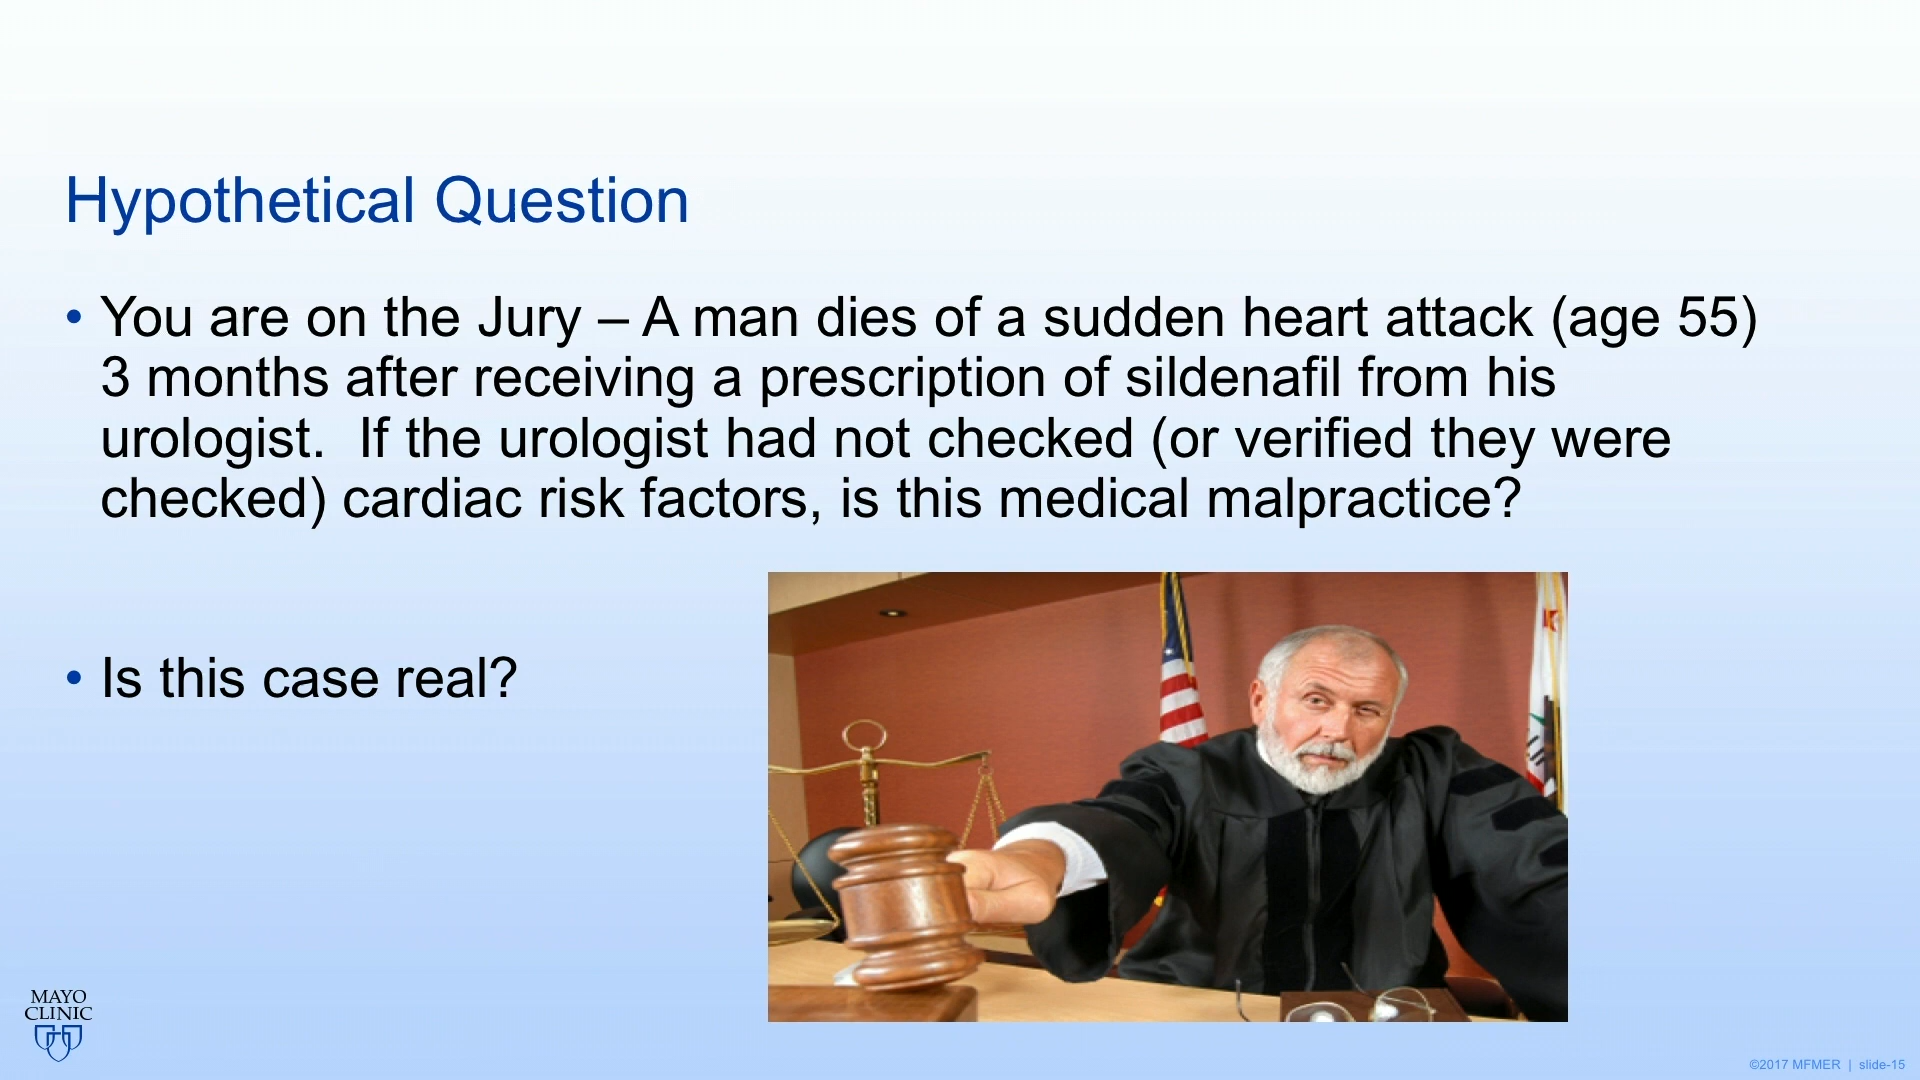 Hypothetical Question
• You are on the Jury – A man dies of a sudden heart attack (age 55)
3 months after receiving a prescription of sildenafil from his
urologist.  If the urologist had not checked (or verified they were
checked) cardiac risk factors, is this medical malpractice?
• Is this case real?
MAYO
CLINIC
©2017 MFMER | slide-15